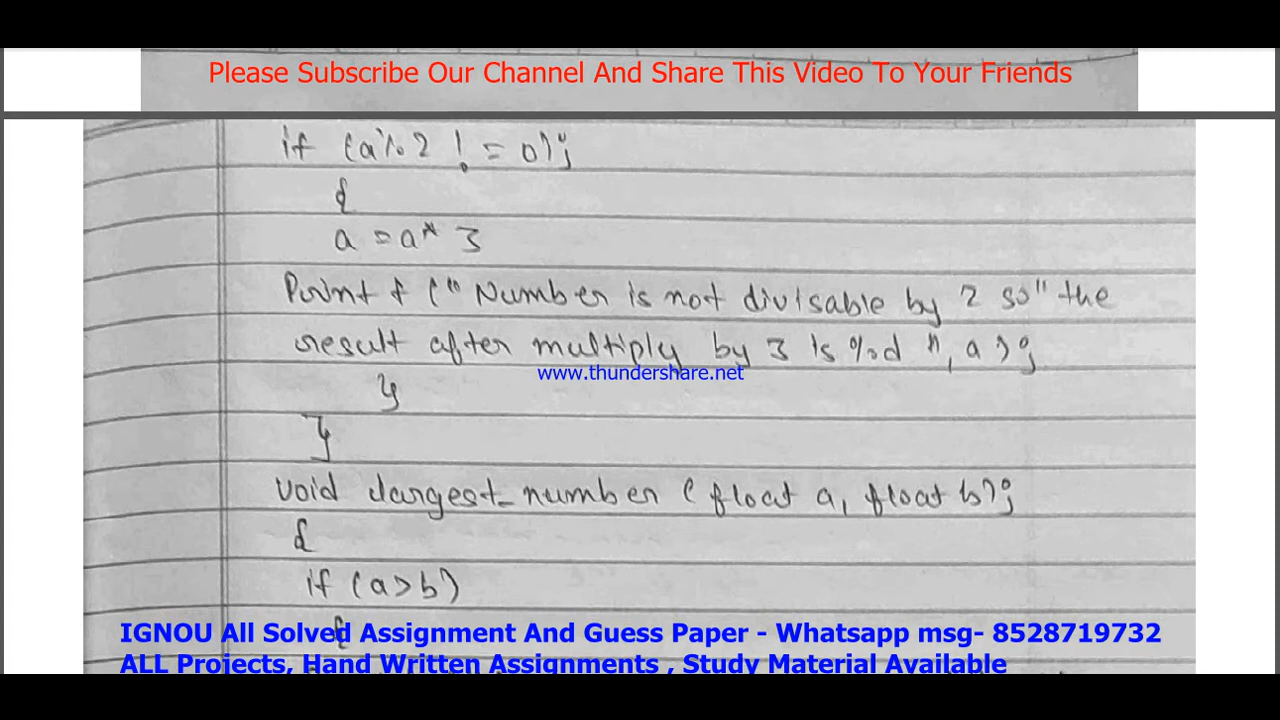 Please Subscribe Our Channel And Share This Video To Your Friends
if (a%2 != 0);
{
a = a* 3
Printf (" Number is not divisable by 2 so" the
result after multiply by 3 is %d ", a );
www.thundershare.net
}
}
void largest_number ( float a, float b);
{
if (a>b)
{
IGNOU All Solved Assignment And Guess Paper - Whatsapp msg- 8528719732
ALL Projects, Hand Written Assignments , Study Material Available